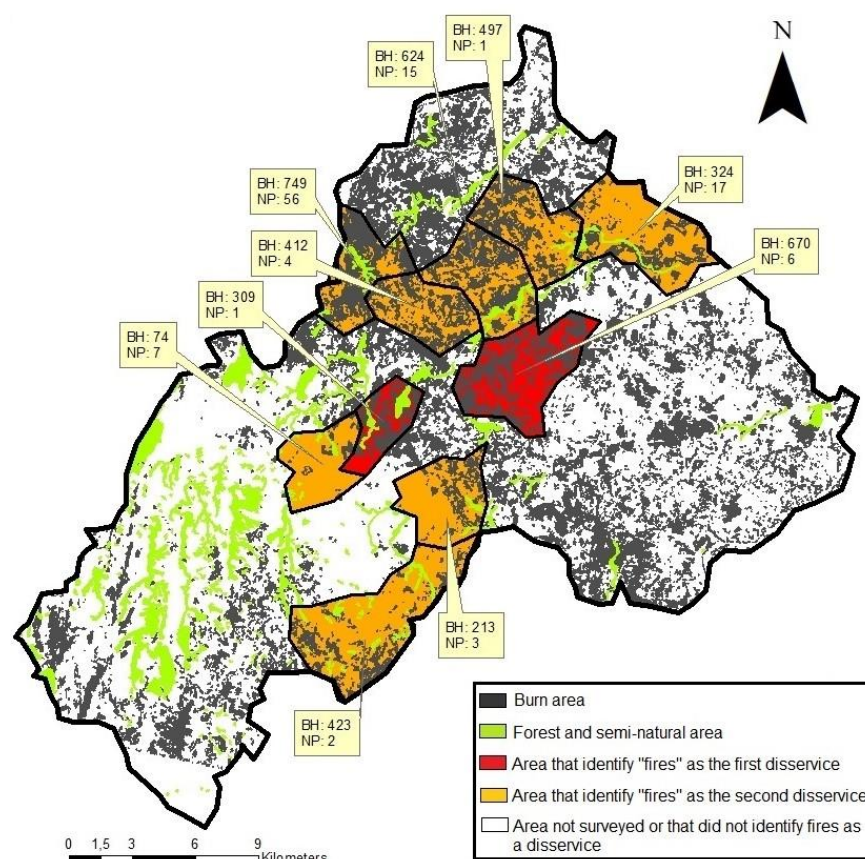 N
BH: 497
NP: 1
BH: 624
NP: 15
BH: 749
NP: 56
BH: 324
NP: 17
BH: 412
NP: 4
BH: 670
NP: 6
BH: 309
NP: 1
BH: 74
NP: 7
BH: 213
NP: 3
BH: 423
NP: 2
Burn area
Forest and semi-natural area
Area that identify "fires" as the first disservice
Area that identify "fires" as the second disservice
Area not surveyed or that did not identify fires as
a disservice
0 1,5 3 6 9
Kilometers